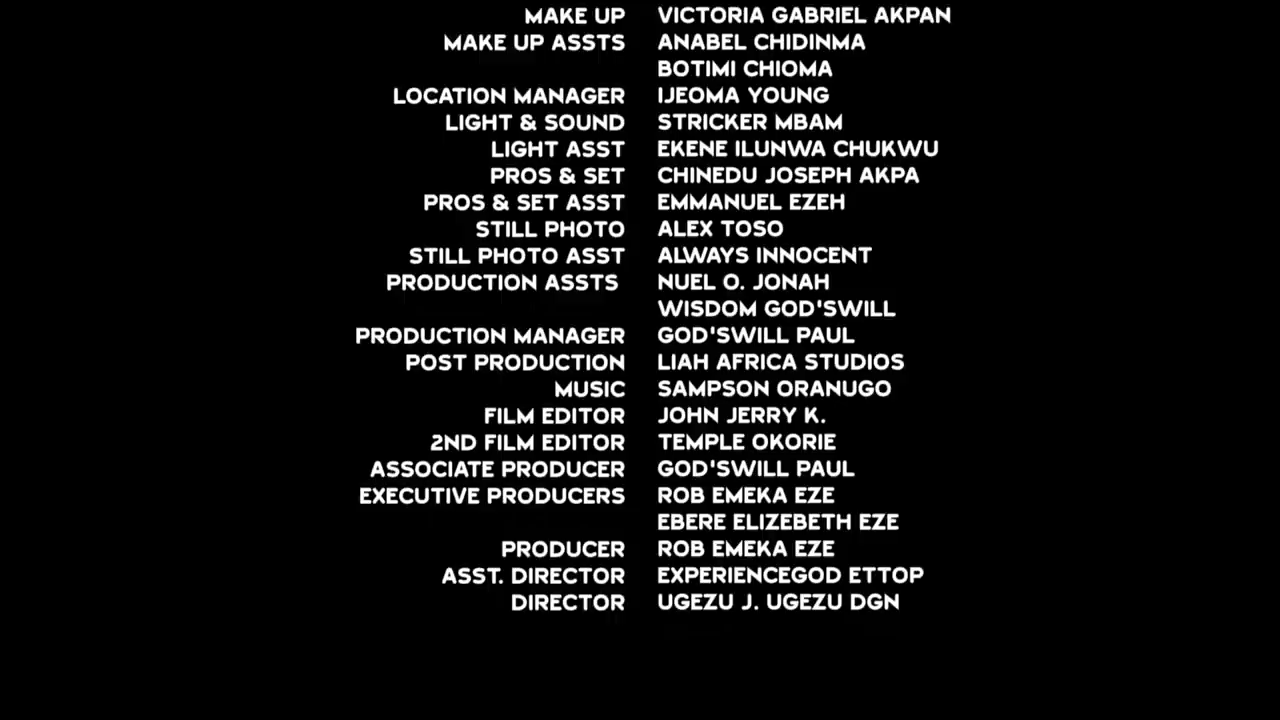 MAKE UP VICTORIA GABRIEL AKPAN
MAKE UP ASSTS ANABEL CHIDINMA
BOTIMI CHIOMA
LOCATION MANAGER IJEOMA YOUNG
LIGHT & SOUND STRICKER MBAM
LIGHT ASST EKENE ILUNWA CHUKWU
PROS & SET CHINEDU JOSEPH AKPA
PROS & SET ASST EMMANUEL EZEH
STILL PHOTO ALEX TOSO
STILL PHOTO ASST ALWAYS INNOCENT
PRODUCTION ASSTS NUEL O. JONAH
WISDOM GOD'SWILL
PRODUCTION MANAGER GOD'SWILL PAUL
POST PRODUCTION LIAH AFRICA STUDIOS
MUSIC SAMPSON ORANUGO
FILM EDITOR JOHN JERRY K.
2ND FILM EDITOR TEMPLE OKORIE
ASSOCIATE PRODUCER GOD'SWILL PAUL
EXECUTIVE PRODUCERS ROB EMEKA EZE
EBERE ELIZEBETH EZE
PRODUCER ROB EMEKA EZE
ASST. DIRECTOR EXPERIENCEGOD ETTOP
DIRECTOR UGEZU J. UGEZU DGN